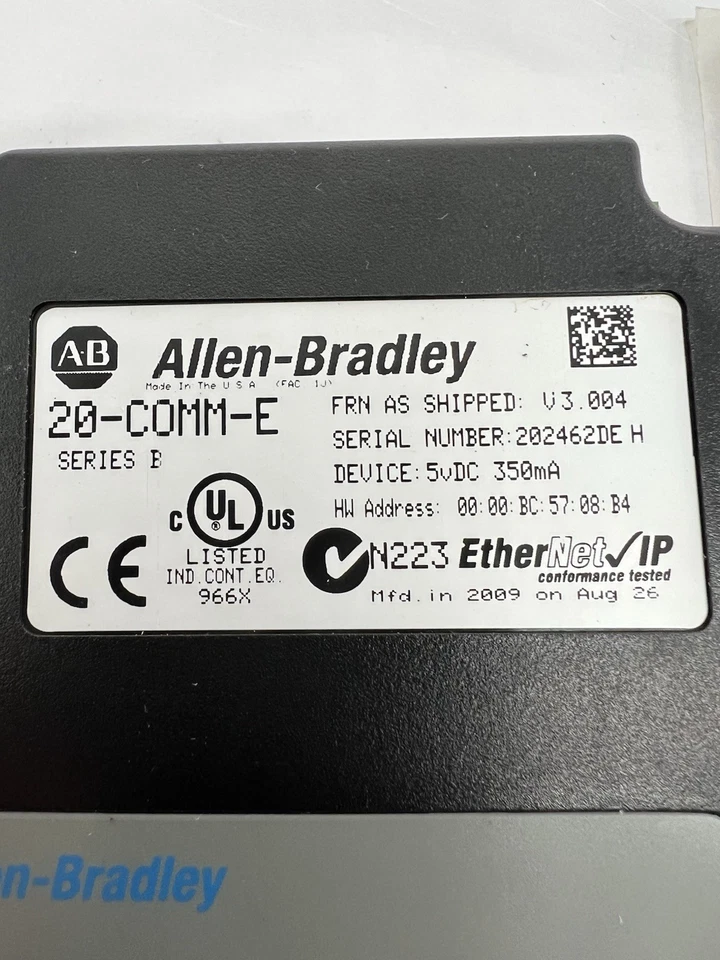 A-B Allen-Bradley
Made In The U S A (FAC 1J)
20-COMM-E
SERIES B
FRN AS SHIPPED: V3.004
SERIAL NUMBER:202462DE H
DEVICE:5vDC 350mA
HW Address: 00:00:BC:57:08:B4
C UL US
LISTED
IND.CONT.EQ.
966X
CE
N223
EtherNet/IP
conformance tested
Mfd.in 2009 on Aug 26
en-Bradley